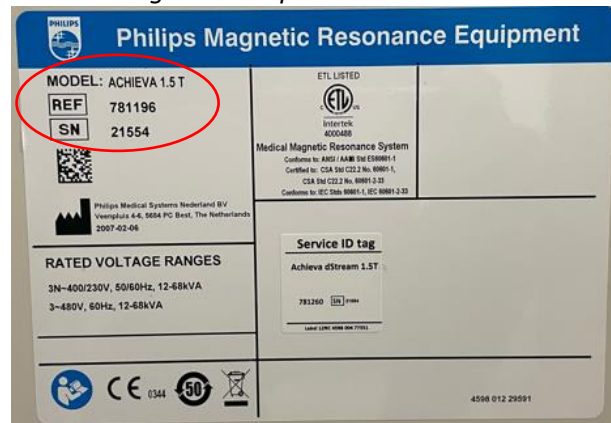 PHILIPS
Philips Magnetic Resonance Equipment
MODEL: ACHIEVA 1.5 T
REF 781196
SN 21554
Philips Medical Systems Nederland BV
Veenpluis 4-6, 5684 PC Best, The Netherlands
2007-02-06
ETL LISTED
ETL
Intertek
4000488
Medical Magnetic Resonance System
Conforms to: ANSI / AAMI Std ES60601-1
Certified to: CSA Std C22.2 No. 60601-1,
CSA Std C22.2 No. 60601-2-33
Conforms to: IEC Stds 60601-1, IEC 60601-2-33
RATED VOLTAGE RANGES
3N~400/230V, 50/60Hz, 12-68kVA
3~480V, 60Hz, 12-68kVA
Service ID tag
Achieva dStream 1.5T
781260 SN
CE 0344 50
4598 012 29591